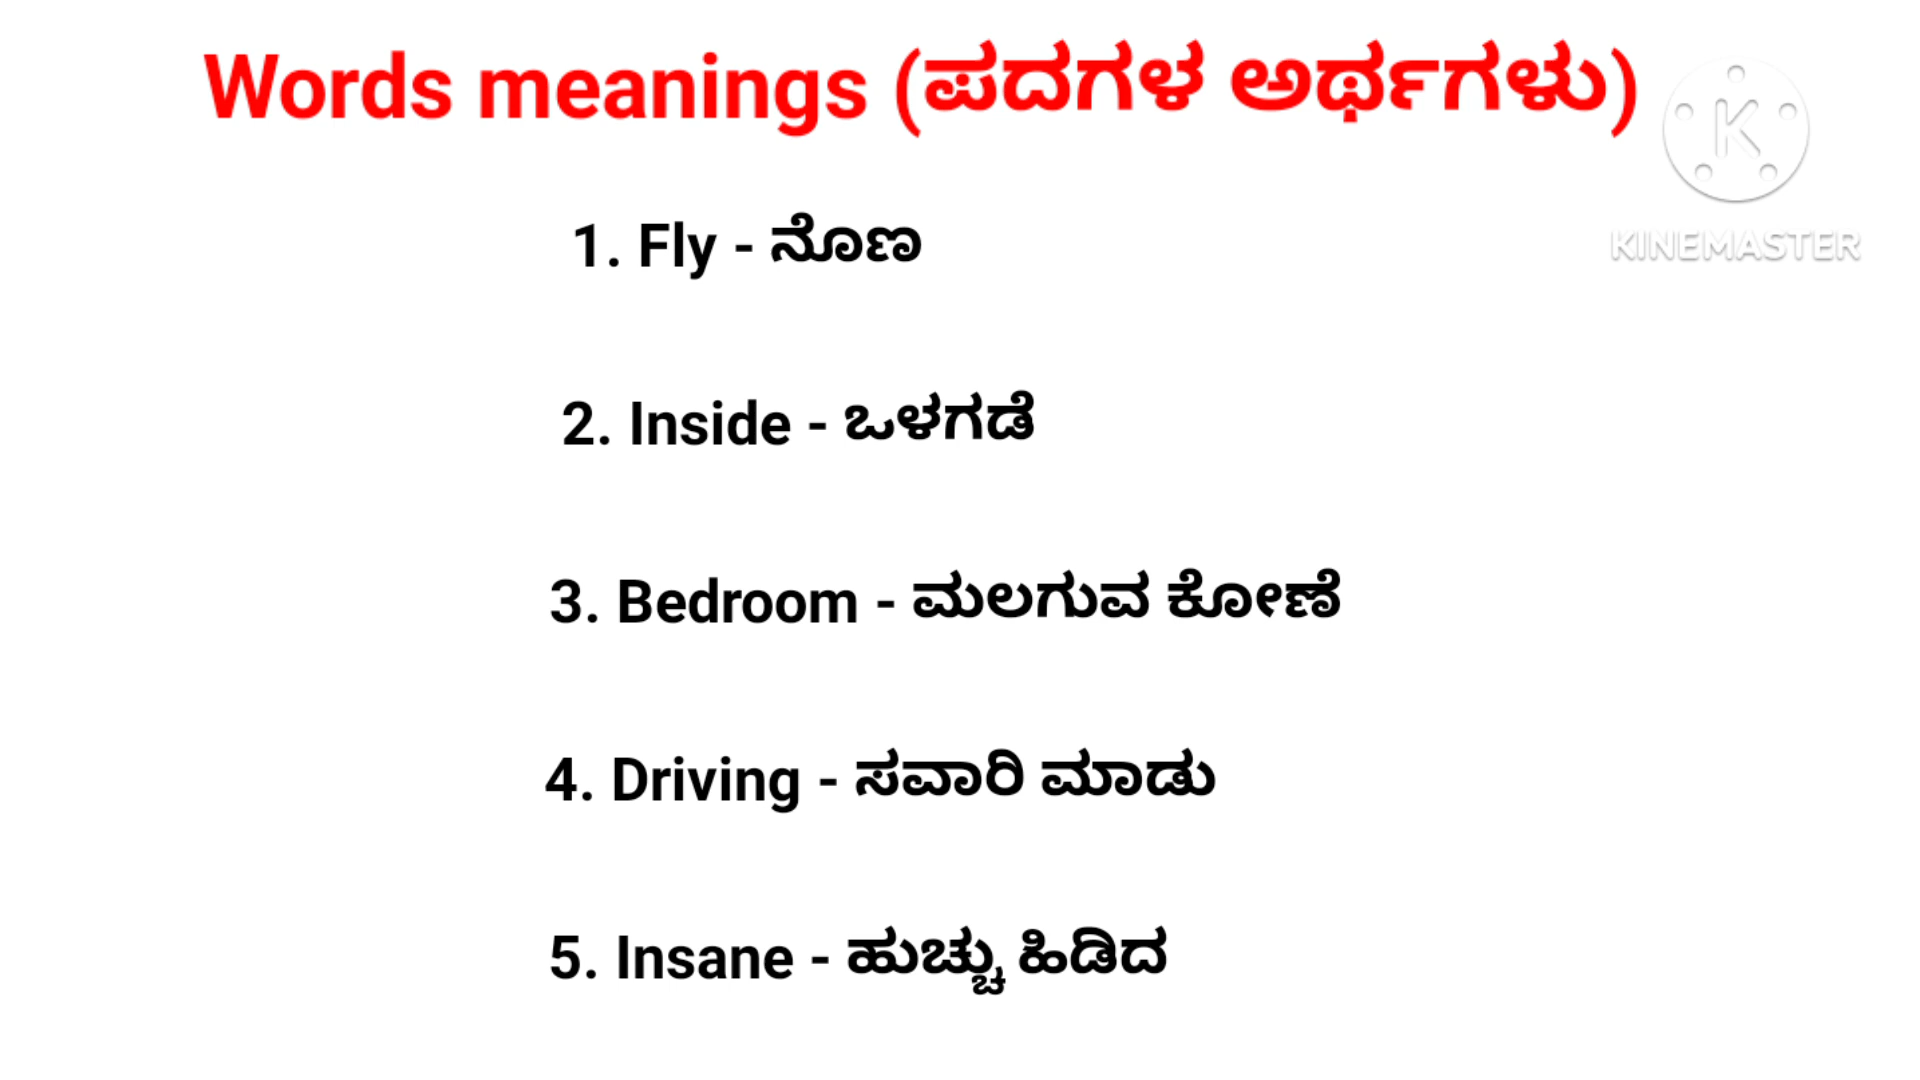 Words meanings (ಪದಗಳ ಅರ್ಥಗಳು)
K
KINEMASTER
1. Fly - ನೊಣ
2. Inside - ಒಳಗಡೆ
3. Bedroom - ಮಲಗುವ ಕೋಣೆ
4. Driving - ಸವಾರಿ ಮಾಡು
5. Insane - ಹುಚ್ಚು ಹಿಡಿದ